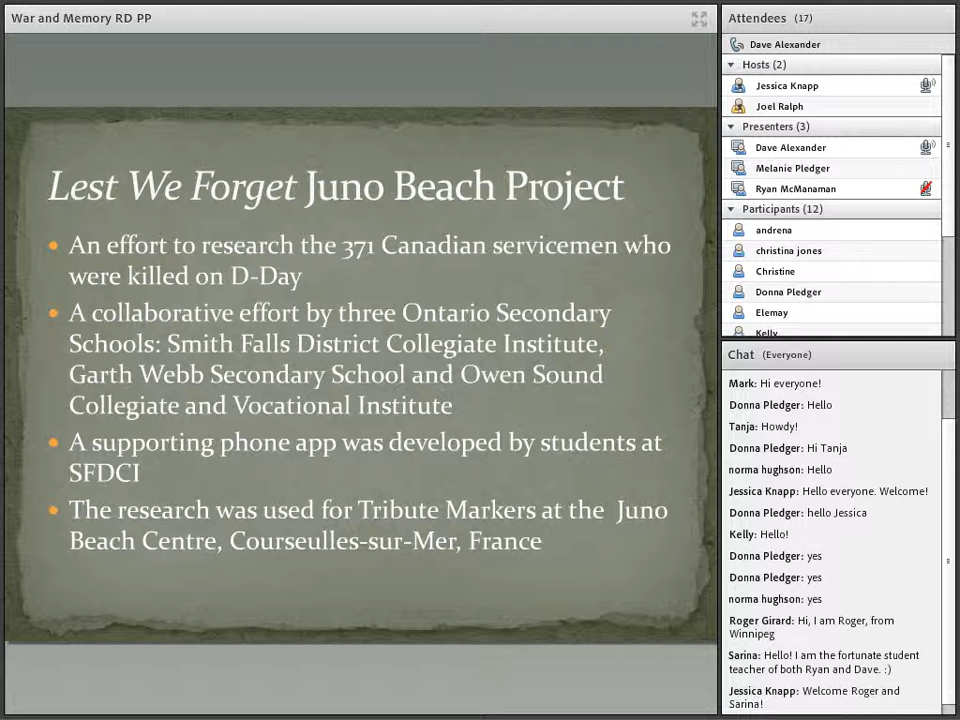 War and Memory RD PP
Lest We Forget Juno Beach Project
• An effort to research the 371 Canadian servicemen who
were killed on D-Day
• A collaborative effort by three Ontario Secondary
Schools: Smith Falls District Collegiate Institute,
Garth Webb Secondary School and Owen Sound
Collegiate and Vocational Institute
• A supporting phone app was developed by students at
SFDCI
• The research was used for Tribute Markers at the Juno
Beach Centre, Courseulles-sur-Mer, France
Attendees (17)
Dave Alexander
Hosts (2)
Jessica Knapp
Joel Ralph
Presenters (3)
Dave Alexander
Melanie Pledger
Ryan McManaman
Participants (12)
andrena
christina jones
Christine
Donna Pledger
Elemay
Kelly
Chat (Everyone)
Mark: Hi everyone!
Donna Pledger: Hello
Tanja: Howdy!
Donna Pledger: Hi Tanja
norma hughson: Hello
Jessica Knapp: Hello everyone. Welcome!
Donna Pledger: hello Jessica
Kelly: Hello!
Donna Pledger: yes
Donna Pledger: yes
norma hughson: yes
Roger Girard: Hi, I am Roger, from
Winnipeg
Sarina: Hello! I am the fortunate student
teacher of both Ryan and Dave. :)
Jessica Knapp: Welcome Roger and
Sarina!